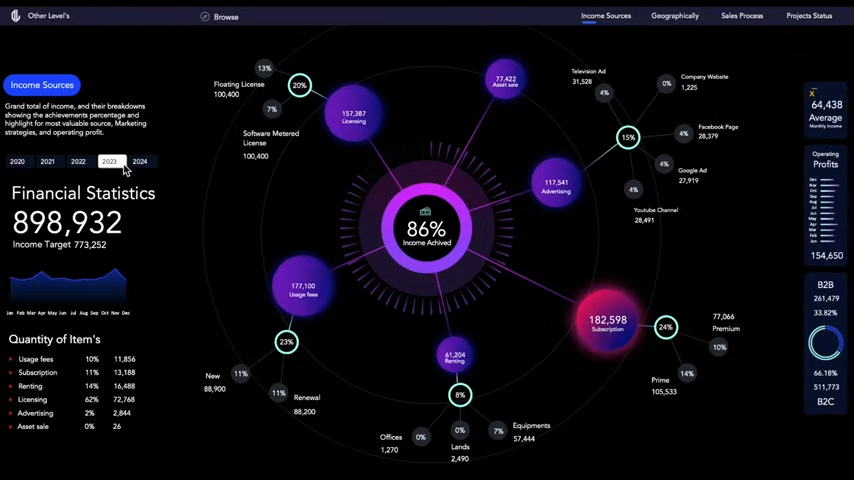 Other Level's
Browse
Income Sources
Geographically
Sales Process
Projects Status
Income Sources
Grand total of income, and their breakdowns
showing the achievements percentage and
highlight for most valuable source, Marketing
strategies, and operating profit.
2020
2021
2022
2023
2024
Financial Statistics
898,932
Income Target 773,252
Jan Feb Mar Apr May Jun Jul Aug Sep Oct Nov Dec
Quantity of Item's
Usage fees 10% 11,856
Subscription 11% 13,188
Renting 14% 16,488
Licensing 62% 72,768
Advertising 2% 2,844
Asset sale 0% 26
13%
Floating License
100,400
20%
7%
Software Metered
License
100,400
157,387
Licensing
77,422
Asset sale
117,541
Advertising
Television Ad
31,528
4%
0%
Company Website
1,225
15%
4%
Facebook Page
28,379
4%
Google Ad
27,919
4%
Youtube Channel
28,491
86%
Income Achived
177,100
Usage fees
23%
New
88,900
11%
11%
Renewal
88,200
61,204
Renting
8%
Offices
1,270
0%
0%
Lands
2,490
7%
Equipments
57,444
182,598
Subscription
24%
77,066
Premium
10%
14%
Prime
105,533
64,438
Average
Monthly Income
Operating
Profits
Dec
Nov
Oct
Sep
Aug
Jul
Jun
May
Apr
Mar
Feb
Jan
154,650
B2B
261,479
33.82%
66.18%
511,773
B2C